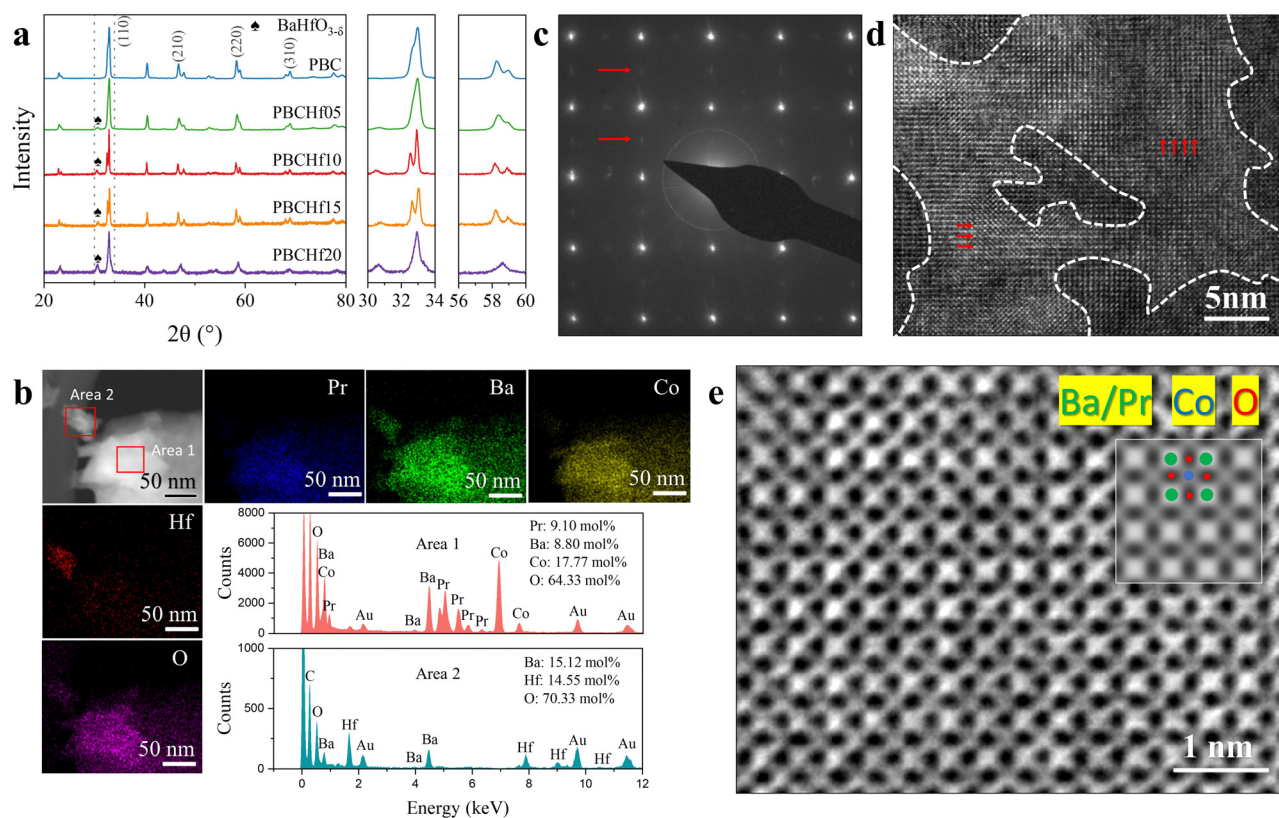 a
BaHfO3-δ
(110)
(210)
(220)
(310)
PBC
PBCHf05
PBCHf10
PBCHf15
PBCHf20
Intensity
20 40 60 80
30 32 34
56 58 60
2θ (°)
c
d
5nm
b
Area 2
Area 1
50 nm
Pr
50 nm
Ba
50 nm
Co
50 nm
Hf
50 nm
O
50 nm
8000
6000
4000
2000
0
Counts
O
Ba
Co
Pr
Au
Ba
Ba
Pr
Pr
Pr
Pr
Co
Co
Au
Au
Area 1
Pr: 9.10 mol%
Ba: 8.80 mol%
Co: 17.77 mol%
O: 64.33 mol%
1000
500
0
Counts
C
O
Ba
Hf
Au
Ba
Ba
Hf
Hf
Au
Hf
Au
Area 2
Ba: 15.12 mol%
Hf: 14.55 mol%
O: 70.33 mol%
0 2 4 6 8 10 12
Energy (keV)
e
Ba/Pr Co O
1 nm